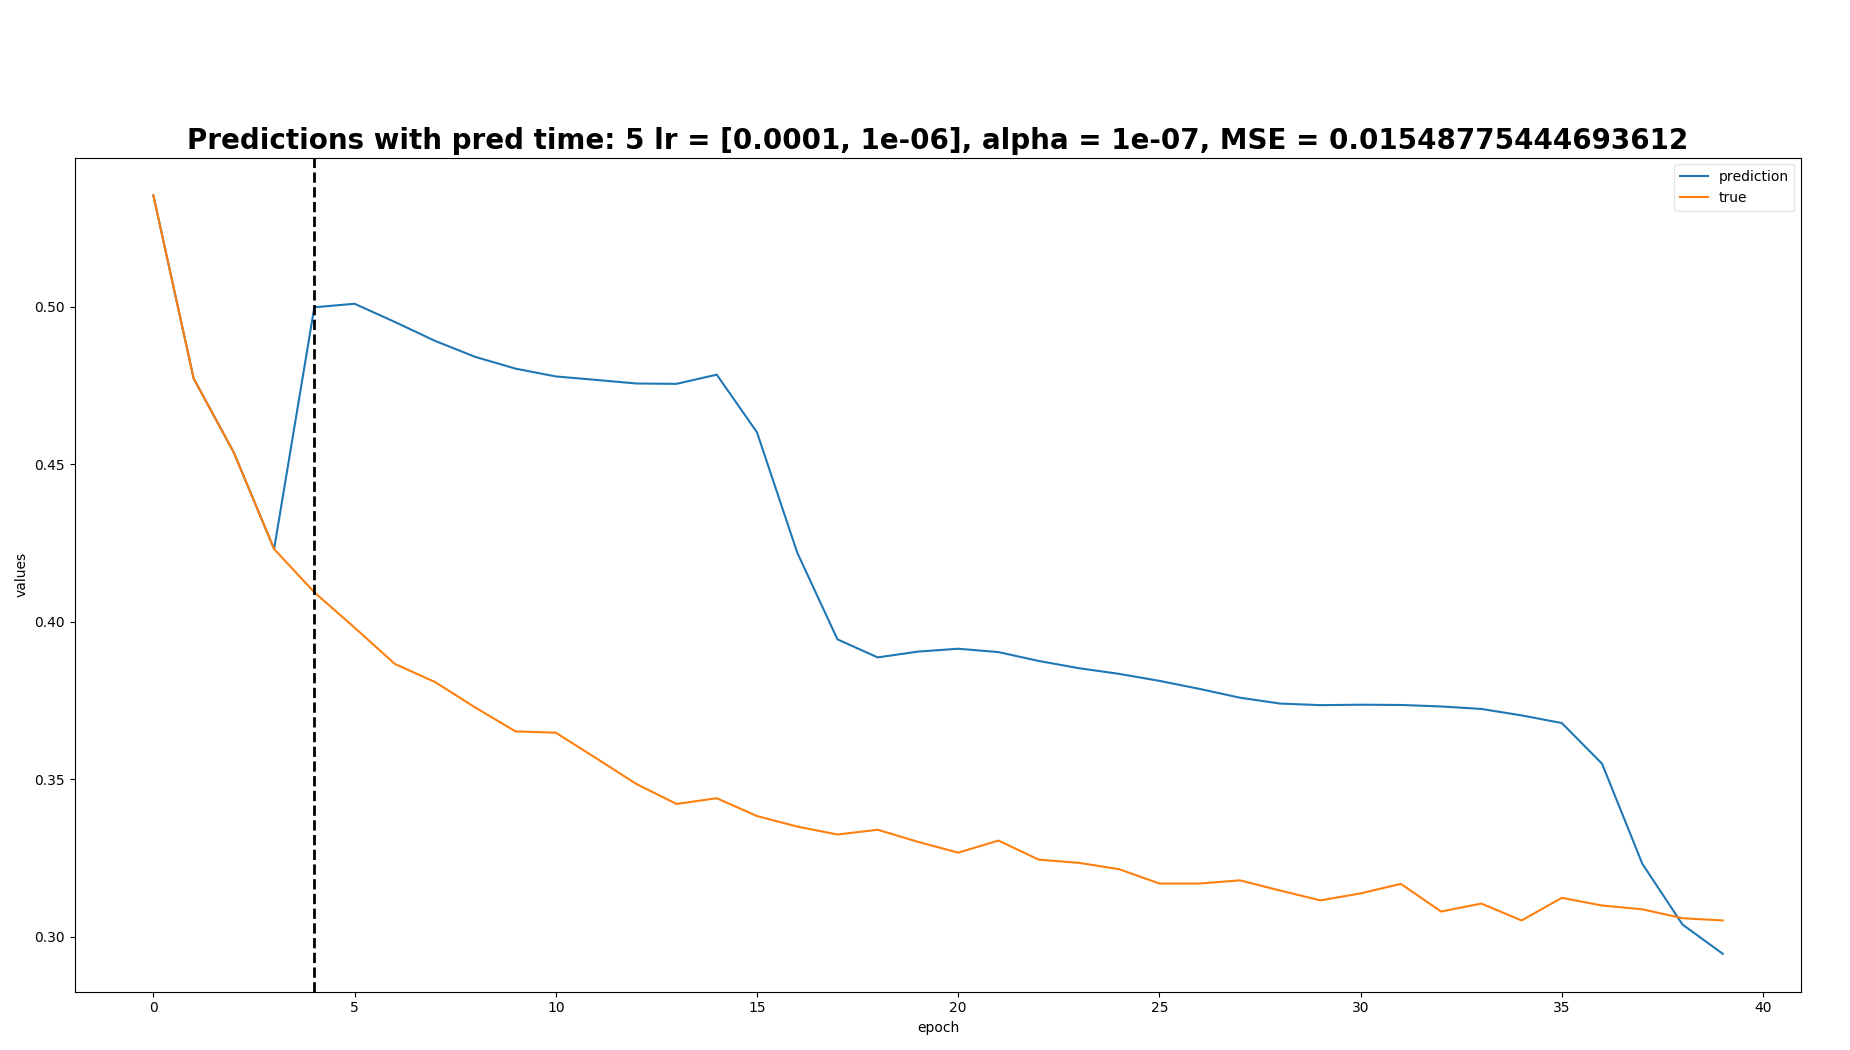 Predictions with pred time: 5 lr = [0.0001, 1e-06], alpha = 1e-07, MSE = 0.01548775444693612
prediction
true
0.50
0.45
0.40
0.35
0.30
values
0 5 10 15 20 25 30 35 40
epoch